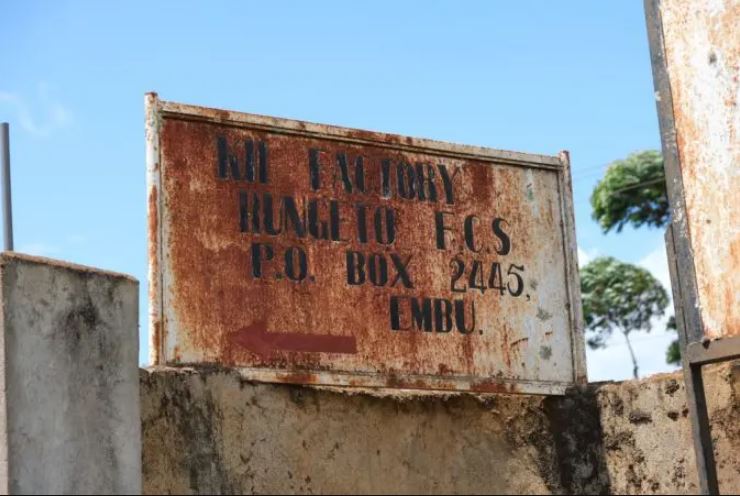 KII FACTORY
RUNGETO F.C.S
P.O. BOX 2445,
EMBU.